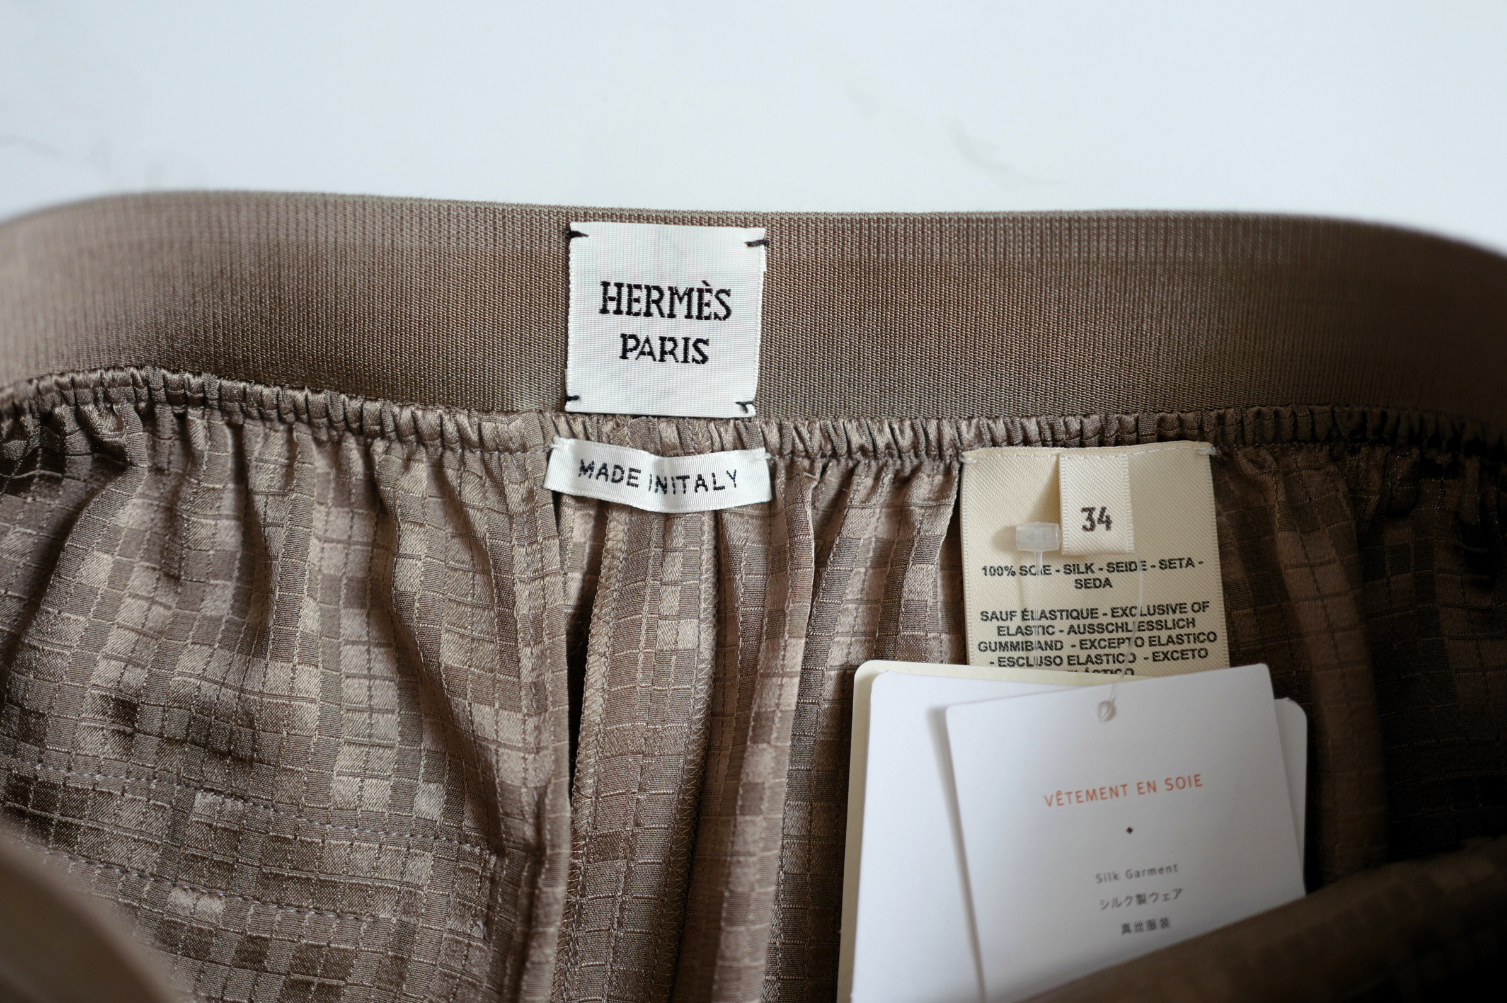 HERMÈS
PARIS
MADE IN ITALY
34
100% SOIE - SILK - SEIDE - SETA -
SEDA
SAUF ÉLASTIQUE - EXCLUSIVE OF
ELASTIC - AUSSCHLIESSLICH
GUMMIBAND - EXCEPTO ELASTICO
- ESCLUSO ELASTICO - EXCETO
VÊTEMENT EN SOIE
Silk Garment
シルク製ウェア
真丝服装